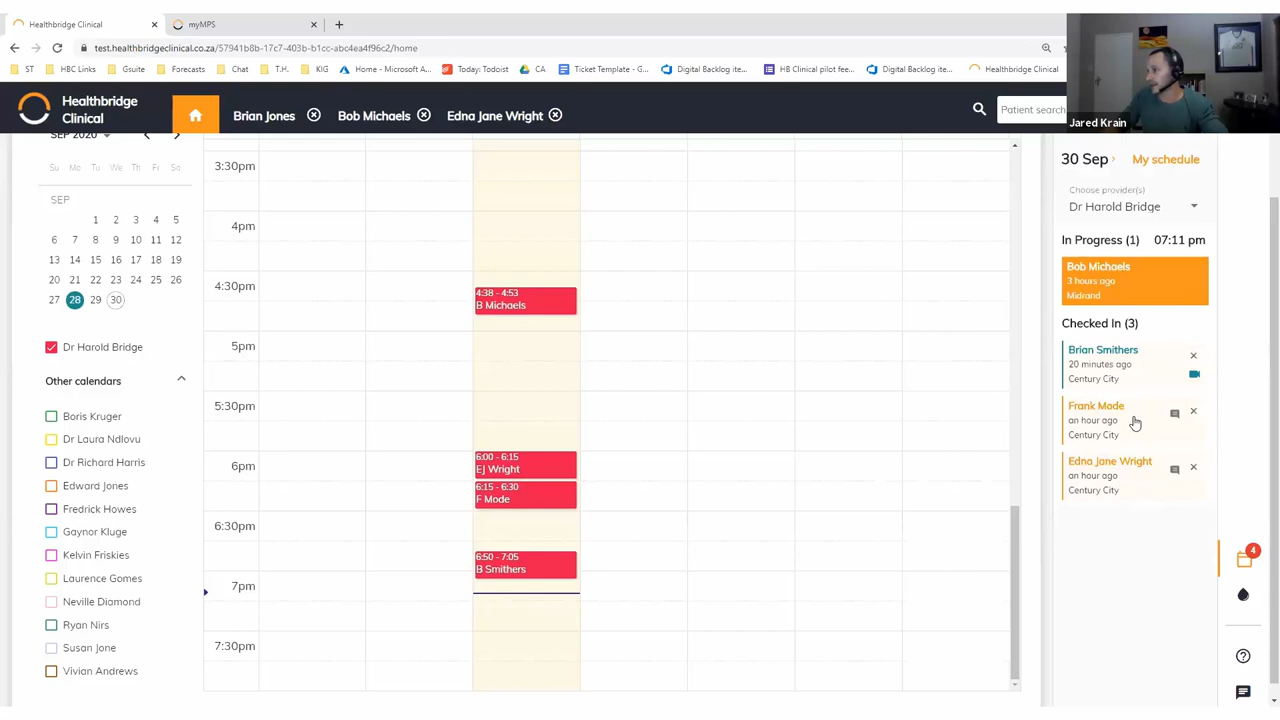 Healthbridge Clinical
myMPS
test.healthbridgeclinical.co.za/57941b8b-17c7-403b-b1cc-abc4ea4f96c2/home
ST
HBC Links
Gsuite
Forecasts
Chat
T.H.
KIG
Home - Microsoft A...
Today: Todoist
CA
Ticket Template - G...
Digital Backlog ite...
HB Clinical pilot fee...
Digital Backlog ite...
Healthbridge Clinical
Jared Krain
Healthbridge
Clinical
Brian Jones
Bob Michaels
Edna Jane Wright
Patient search
SEP 2020
Su Mo Tu We Th Fr Sa
SEP
1 2 3 4 5
6 7 8 9 10 11 12
13 14 15 16 17 18 19
20 21 22 23 24 25 26
27 28 29 30
Dr Harold Bridge
Other calendars
Boris Kruger
Dr Laura Ndlovu
Dr Richard Harris
Edward Jones
Fredrick Howes
Gaynor Kluge
Kelvin Friskies
Laurence Gomes
Neville Diamond
Ryan Nirs
Susan Jone
Vivian Andrews
3:30pm
4pm
4:30pm
4:38 - 4:53
B Michaels
5pm
5:30pm
6pm
6:00 - 6:15
EJ Wright
6:15 - 6:30
F Mode
6:30pm
6:50 - 7:05
B Smithers
7pm
7:30pm
30 Sep
My schedule
Choose provider(s)
Dr Harold Bridge
In Progress (1) 07:11 pm
Bob Michaels
3 hours ago
Midrand
Checked In (3)
Brian Smithers
20 minutes ago
Century City
Frank Mode
an hour ago
Century City
Edna Jane Wright
an hour ago
Century City
4